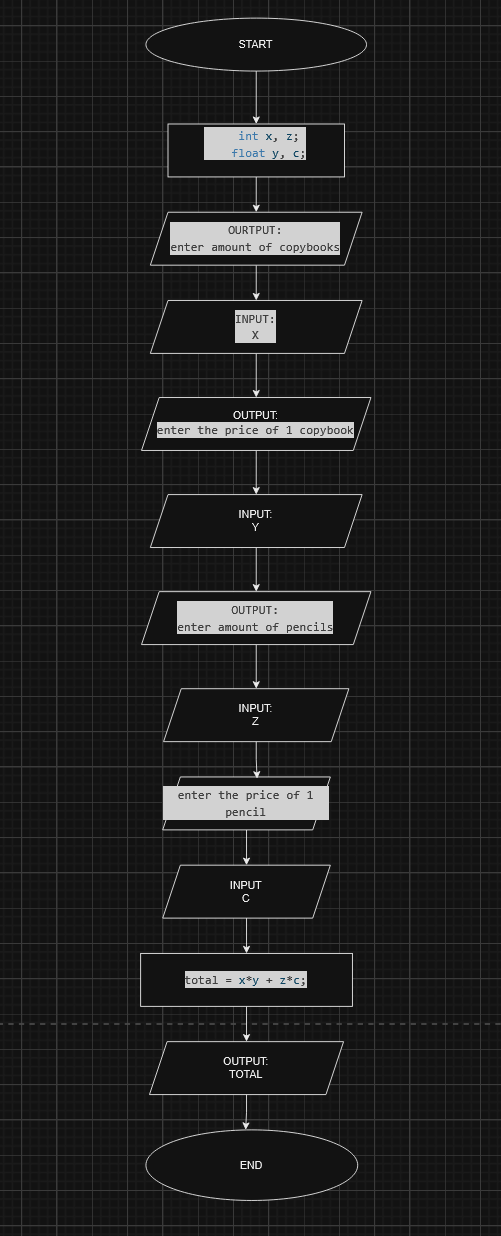 START
int x, z;
float y, c;
OURTPUT:
enter amount of copybooks
INPUT:
X
OUTPUT:
enter the price of 1 copybook
INPUT:
Y
OUTPUT:
enter amount of pencils
INPUT:
Z
enter the price of 1
pencil
INPUT
C
total = x*y + z*c;
OUTPUT:
TOTAL
END